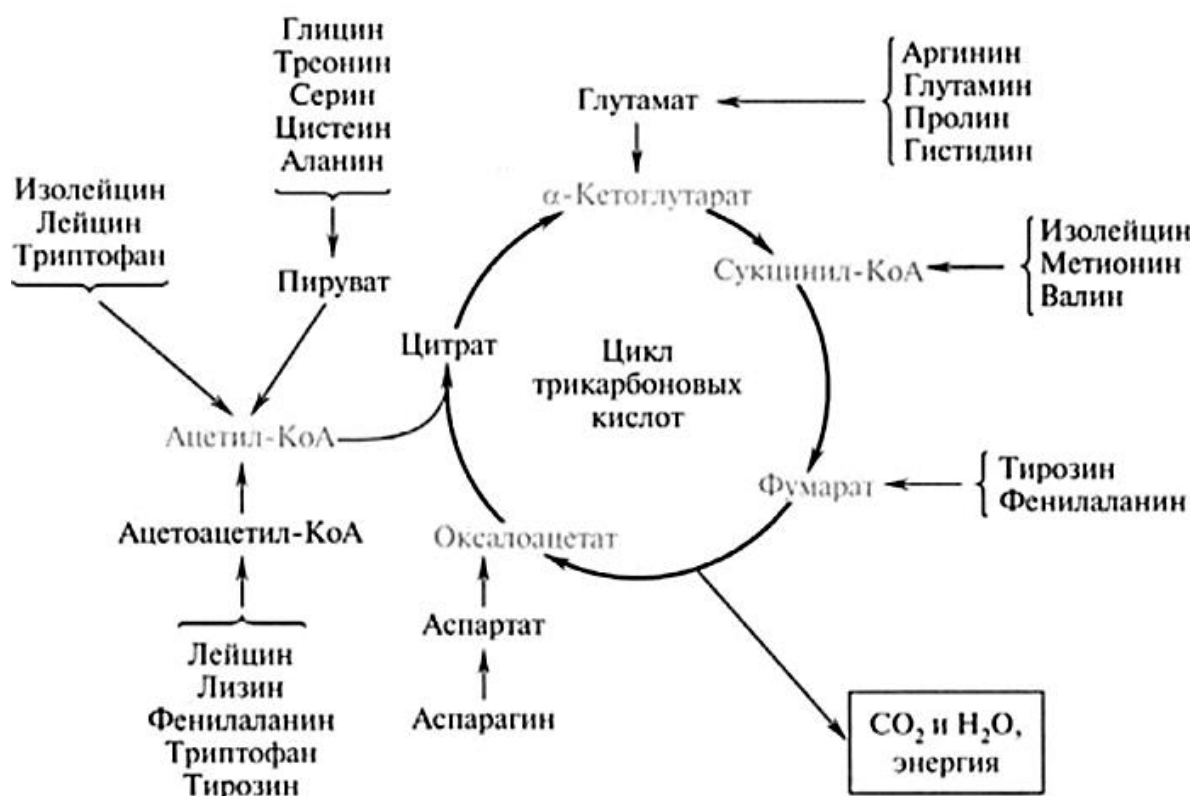 Глицин
Треонин
Серин
Цистеин
Аланин
Изолейцин
Лейцин
Триптофан
Пируват
Глутамат
Аргинин
Глутамин
Пролин
Гистидин
α-Кетоглутарат
Сукцинил-КоА
Изолейцин
Метионин
Валин
Цитрат
Цикл
трикарбоновых
кислот
Ацетил-КоА
Фумарат
Тирозин
Фенилаланин
Ацетоацетил-КоА
Оксалоацетат
Лейцин
Лизин
Фенилаланин
Триптофан
Тирозин
Аспартат
Аспарагин
CO₂ и H₂O,
энергия